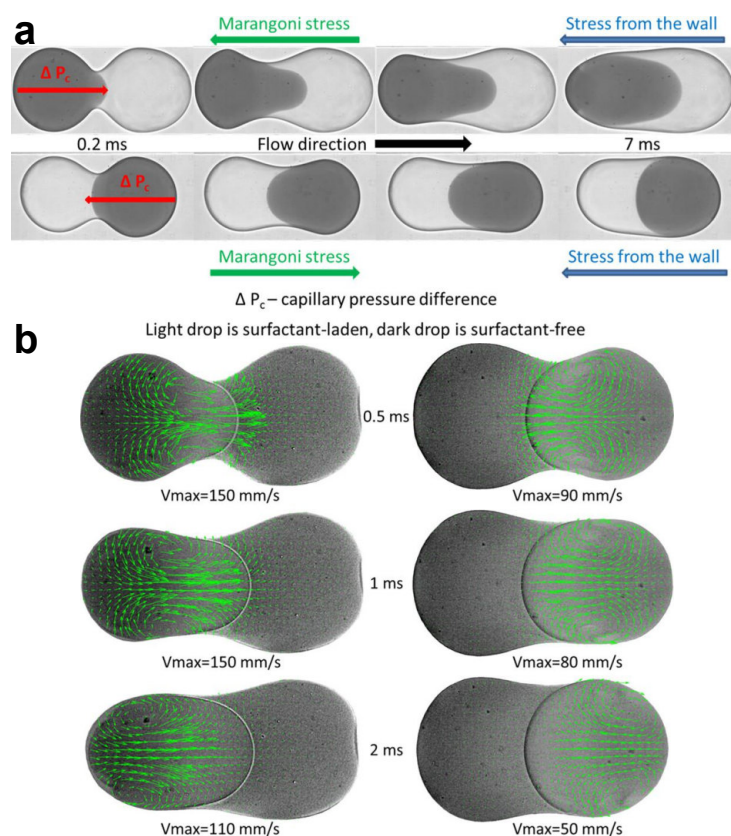 a
Marangoni stress
Stress from the wall
Δ Pc
0.2 ms
Flow direction
7 ms
Δ Pc
Marangoni stress
Stress from the wall
Δ Pc – capillary pressure difference
Light drop is surfactant-laden, dark drop is surfactant-free
b
0.5 ms
Vmax=150 mm/s
Vmax=90 mm/s
1 ms
Vmax=150 mm/s
Vmax=80 mm/s
2 ms
Vmax=110 mm/s
Vmax=50 mm/s